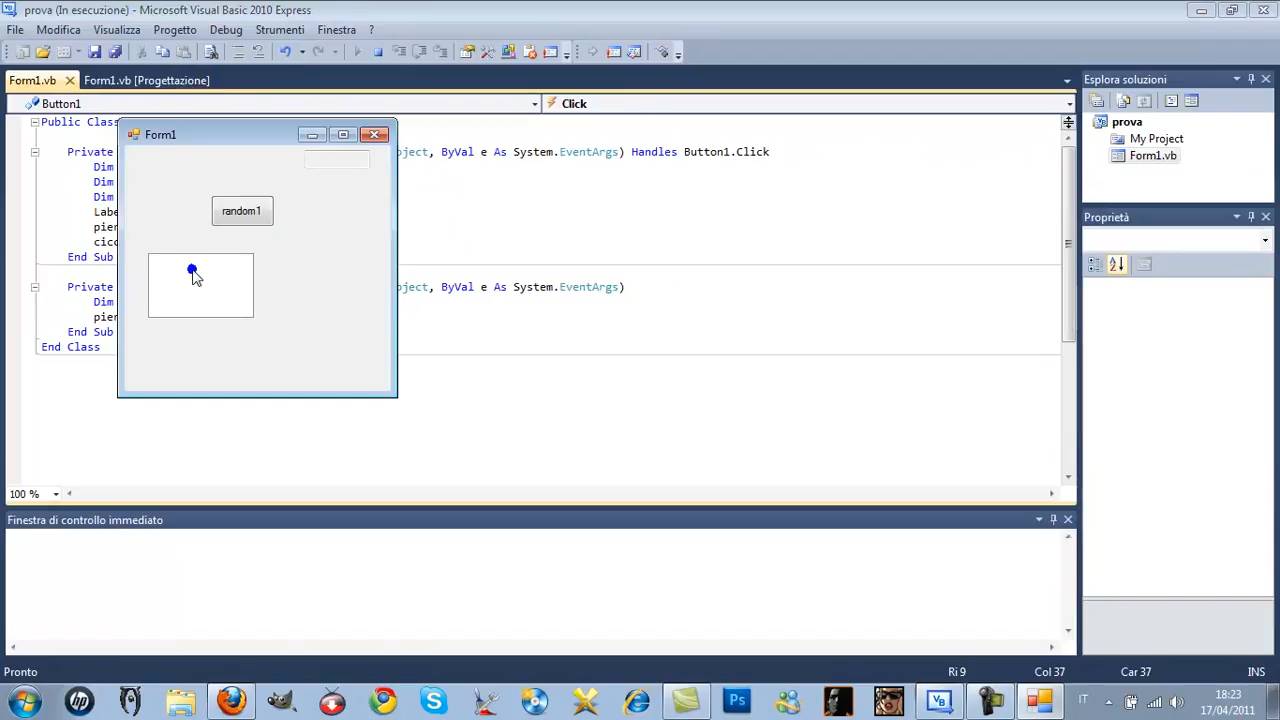 prova (In esecuzione) - Microsoft Visual Basic 2010 Express
File Modifica Visualizza Progetto Debug Strumenti Finestra ?
Form1.vb Form1.vb [Progettazione]
Button1 Click
Public Clas
Form1
Private oject, ByVal e As System.EventArgs) Handles Button1.Click
Dim
Dim
Dim
Labe
pier
cicc
End Sub
random1
Private oject, ByVal e As System.EventArgs)
Dim
pier
End Sub
End Class
100 %
Finestra di controllo immediato
Esplora soluzioni
prova
My Project
Form1.vb
Proprietà
Pronto Ri 9 Col 37 Car 37 INS
IT 18:23
17/04/2011